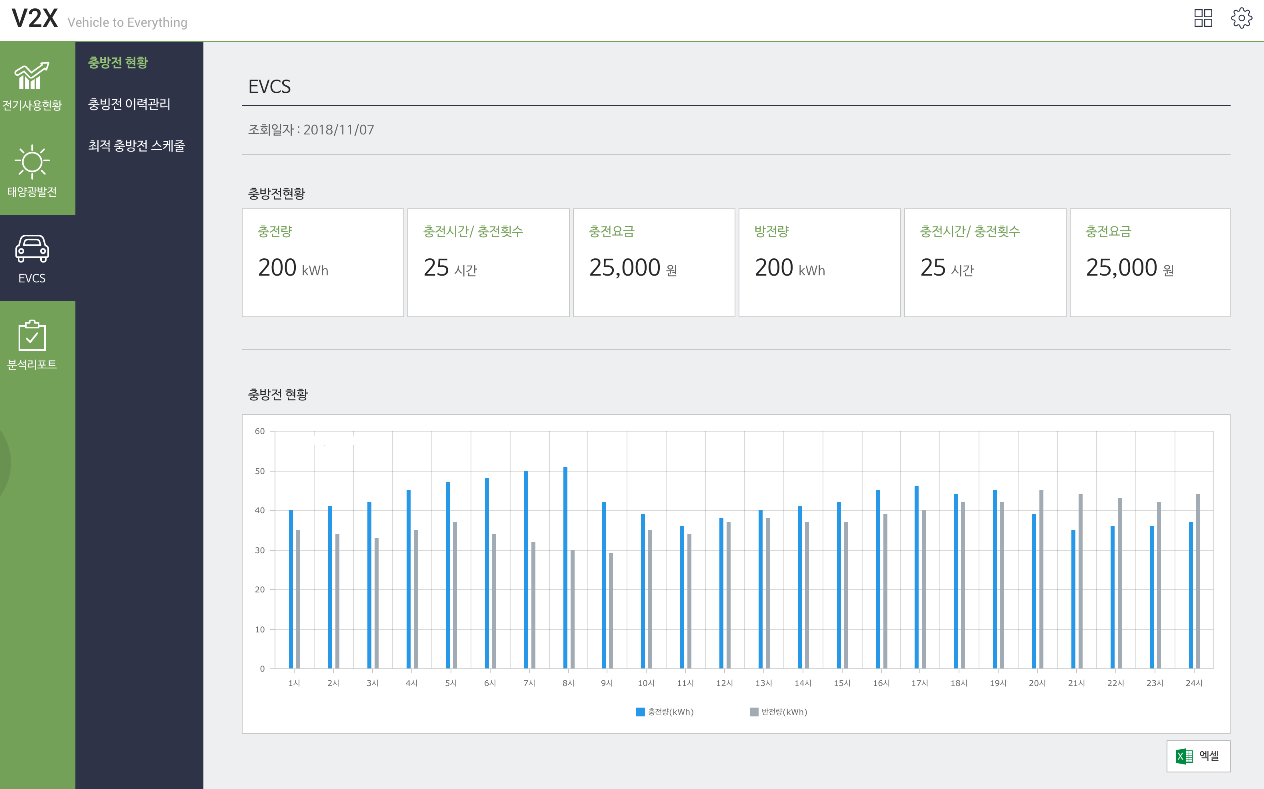 V2X Vehicle to Everything
전기사용현황
태양광발전
EVCS
분석리포트
충방전 현황
충빙전 이력관리
최적 충방전 스케줄
EVCS
조회일자 : 2018/11/07
충방전현황
충전량
200 kWh
충전시간/ 충전횟수
25 시간
충전요금
25,000 원
방전량
200 kWh
충전시간/ 충전횟수
25 시간
충전요금
25,000 원
충방전 현황
60
50
40
30
20
10
0
1시 2시 3시 4시 5시 6시 7시 8시 9시 10시 11시 12시 13시 14시 15시 16시 17시 18시 19시 20시 21시 22시 23시 24시
충전량(kWh) 반전량(kWh)
엑셀